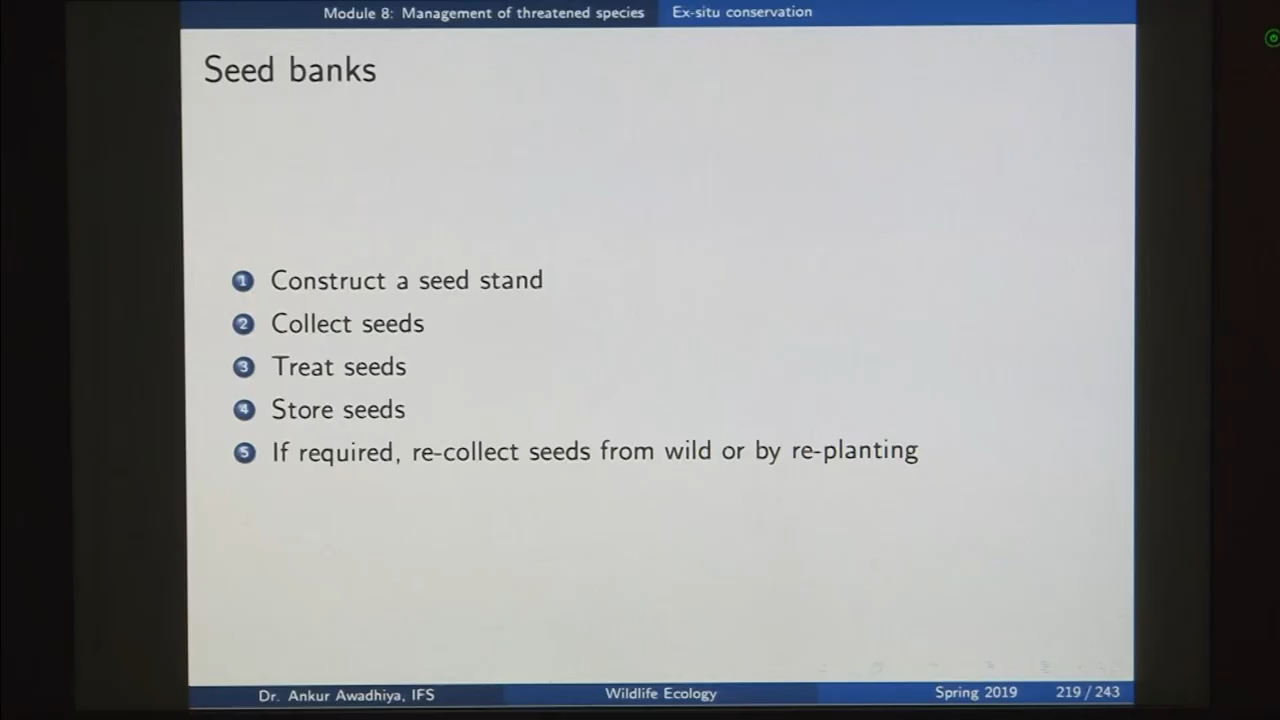 Module 8: Management of threatened species Ex-situ conservation
Seed banks
1 Construct a seed stand
2 Collect seeds
3 Treat seeds
4 Store seeds
5 If required, re-collect seeds from wild or by re-planting
Dr. Ankur Awadhiya, IFS Wildlife Ecology Spring 2019 219 / 243